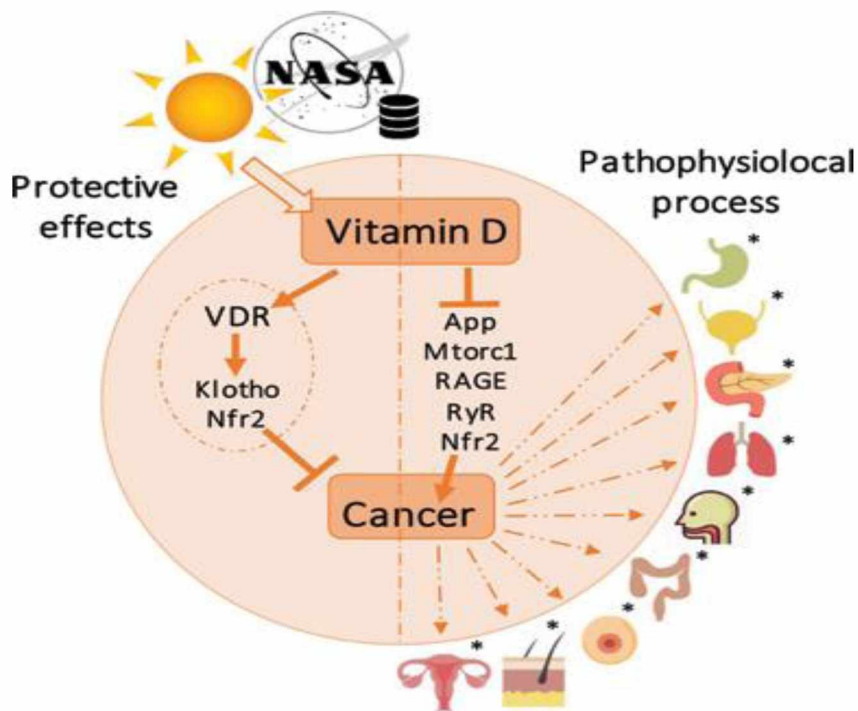 NASA
Protective
effects
Pathophysiolocal
process
Vitamin D
VDR
Klotho
Nfr2
App
Mtorc1
RAGE
RyR
Nfr2
Cancer
*
*
*
*
*
*
*
*
*